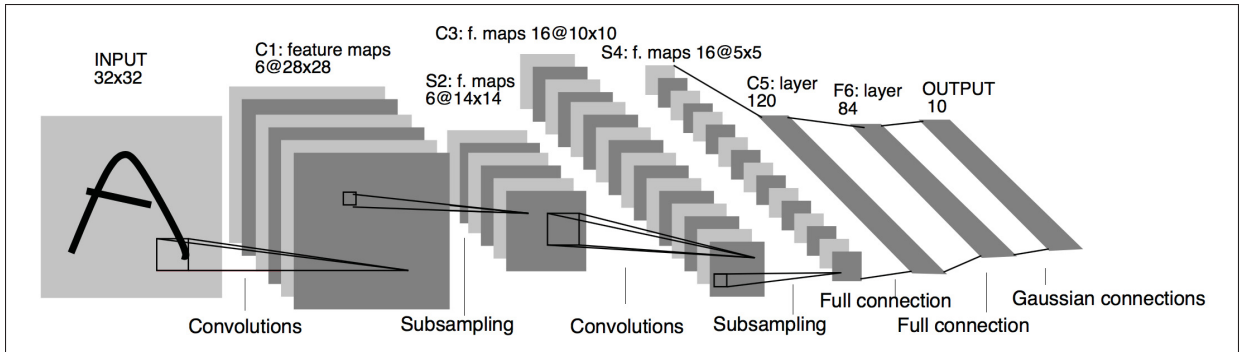 INPUT
32x32
C1: feature maps
6@28x28
S2: f. maps
6@14x14
C3: f. maps 16@10x10
S4: f. maps 16@5x5
C5: layer
120
F6: layer
84
OUTPUT
10
Convolutions
Subsampling
Convolutions
Subsampling
Full connection
Full connection
Gaussian connections